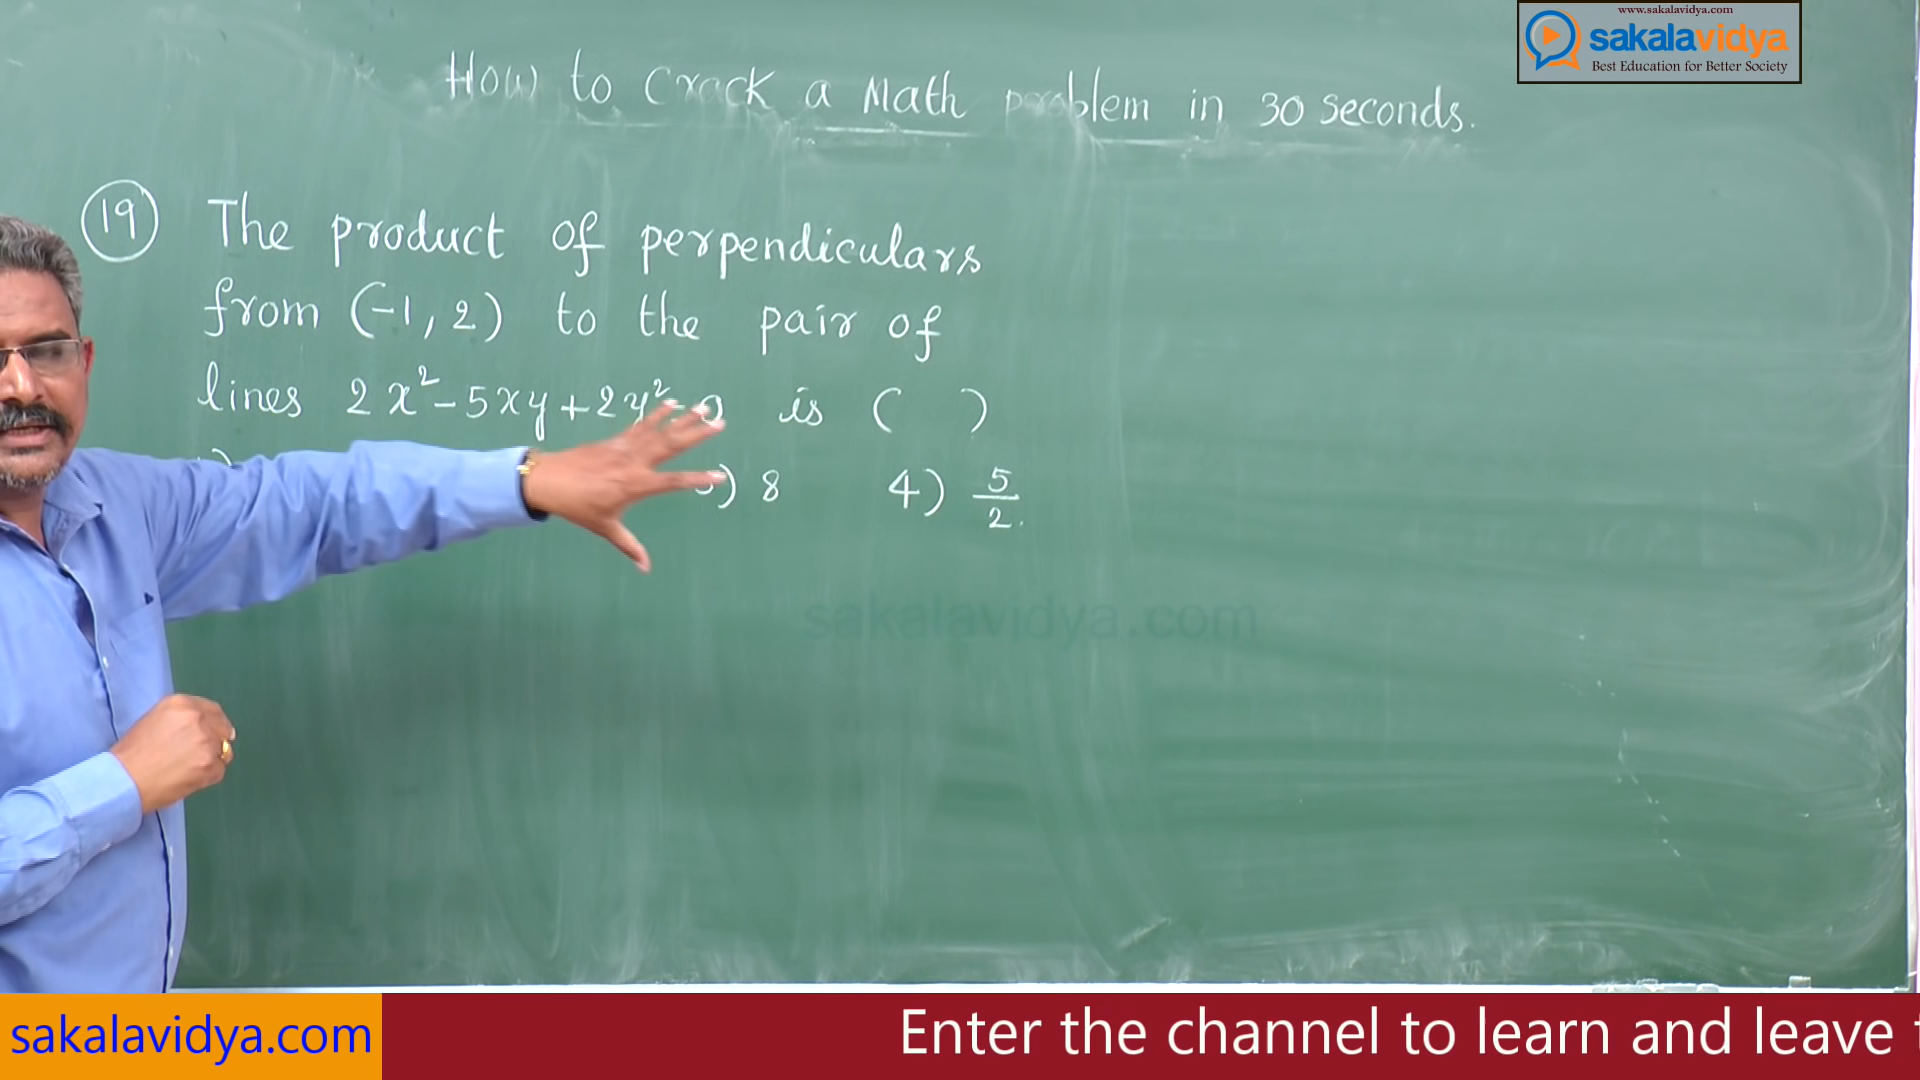 www.sakalavidya.com
sakalavidya
Best Education for Better Society
How to Crack a Math problem in 30 seconds.
19 The product of perpendiculars
from (-1, 2) to the pair of
lines 2x²-5xy+2y²=0 is ( )
3) 8 4) 5/2.
sakalavidya.com
sakalavidya.com Enter the channel to learn and leave